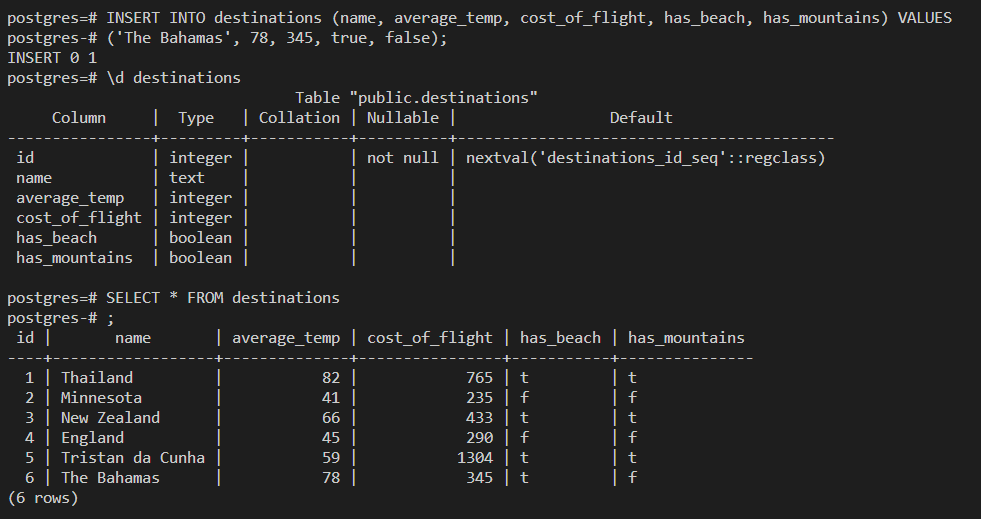 postgres=# INSERT INTO destinations (name, average_temp, cost_of_flight, has_beach, has_mountains) VALUES
postgres-# ('The Bahamas', 78, 345, true, false);
INSERT 0 1
postgres=# \d destinations
                                 Table "public.destinations"
     Column     |  Type   | Collation | Nullable |                 Default
----------------+---------+-----------+----------+------------------------------------------
 id             | integer |           | not null | nextval('destinations_id_seq'::regclass)
 name           | text    |           |          |
 average_temp   | integer |           |          |
 cost_of_flight | integer |           |          |
 has_beach      | boolean |           |          |
 has_mountains  | boolean |           |          |

postgres=# SELECT * FROM destinations
postgres-# ;
 id |       name       | average_temp | cost_of_flight | has_beach | has_mountains
----+------------------+--------------+----------------+-----------+---------------
  1 | Thailand         |           82 |            765 | t         | t
  2 | Minnesota        |           41 |            235 | f         | f
  3 | New Zealand      |           66 |            433 | t         | t
  4 | England          |           45 |            290 | f         | f
  5 | Tristan da Cunha |           59 |           1304 | t         | t
  6 | The Bahamas      |           78 |            345 | t         | f
(6 rows)